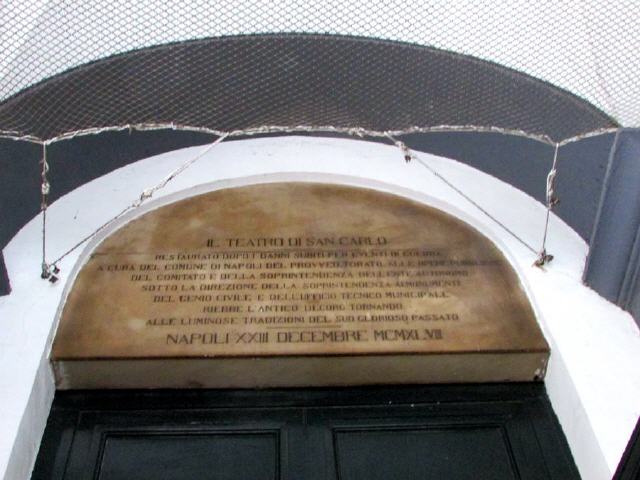 IL TEATRO DI SAN CARLO
RESTAURATO DOPO I DANNI SUBITI PER EVENTI DI GUERRA
A CURA DEL COMUNE DI NAPOLI DEL PROVVEDITORATO ALLE OPERE PUBBLICHE
DEL COMITATO E DELLA SOPRINTENDENZA DELL'ENTE AUTONOMO
SOTTO LA DIREZIONE DELLA SOPRINTENDENZA AI MONUMENTI
DEL GENIO CIVILE E DELL'UFFICIO TECNICO MUNICIPALE
RIEBBE L'ANTICO DECORO TORNANDO
ALLE LUMINOSE TRADIZIONI DEL SUO GLORIOSO PASSATO
NAPOLI XXIII DECEMBRE MCMXLVIII